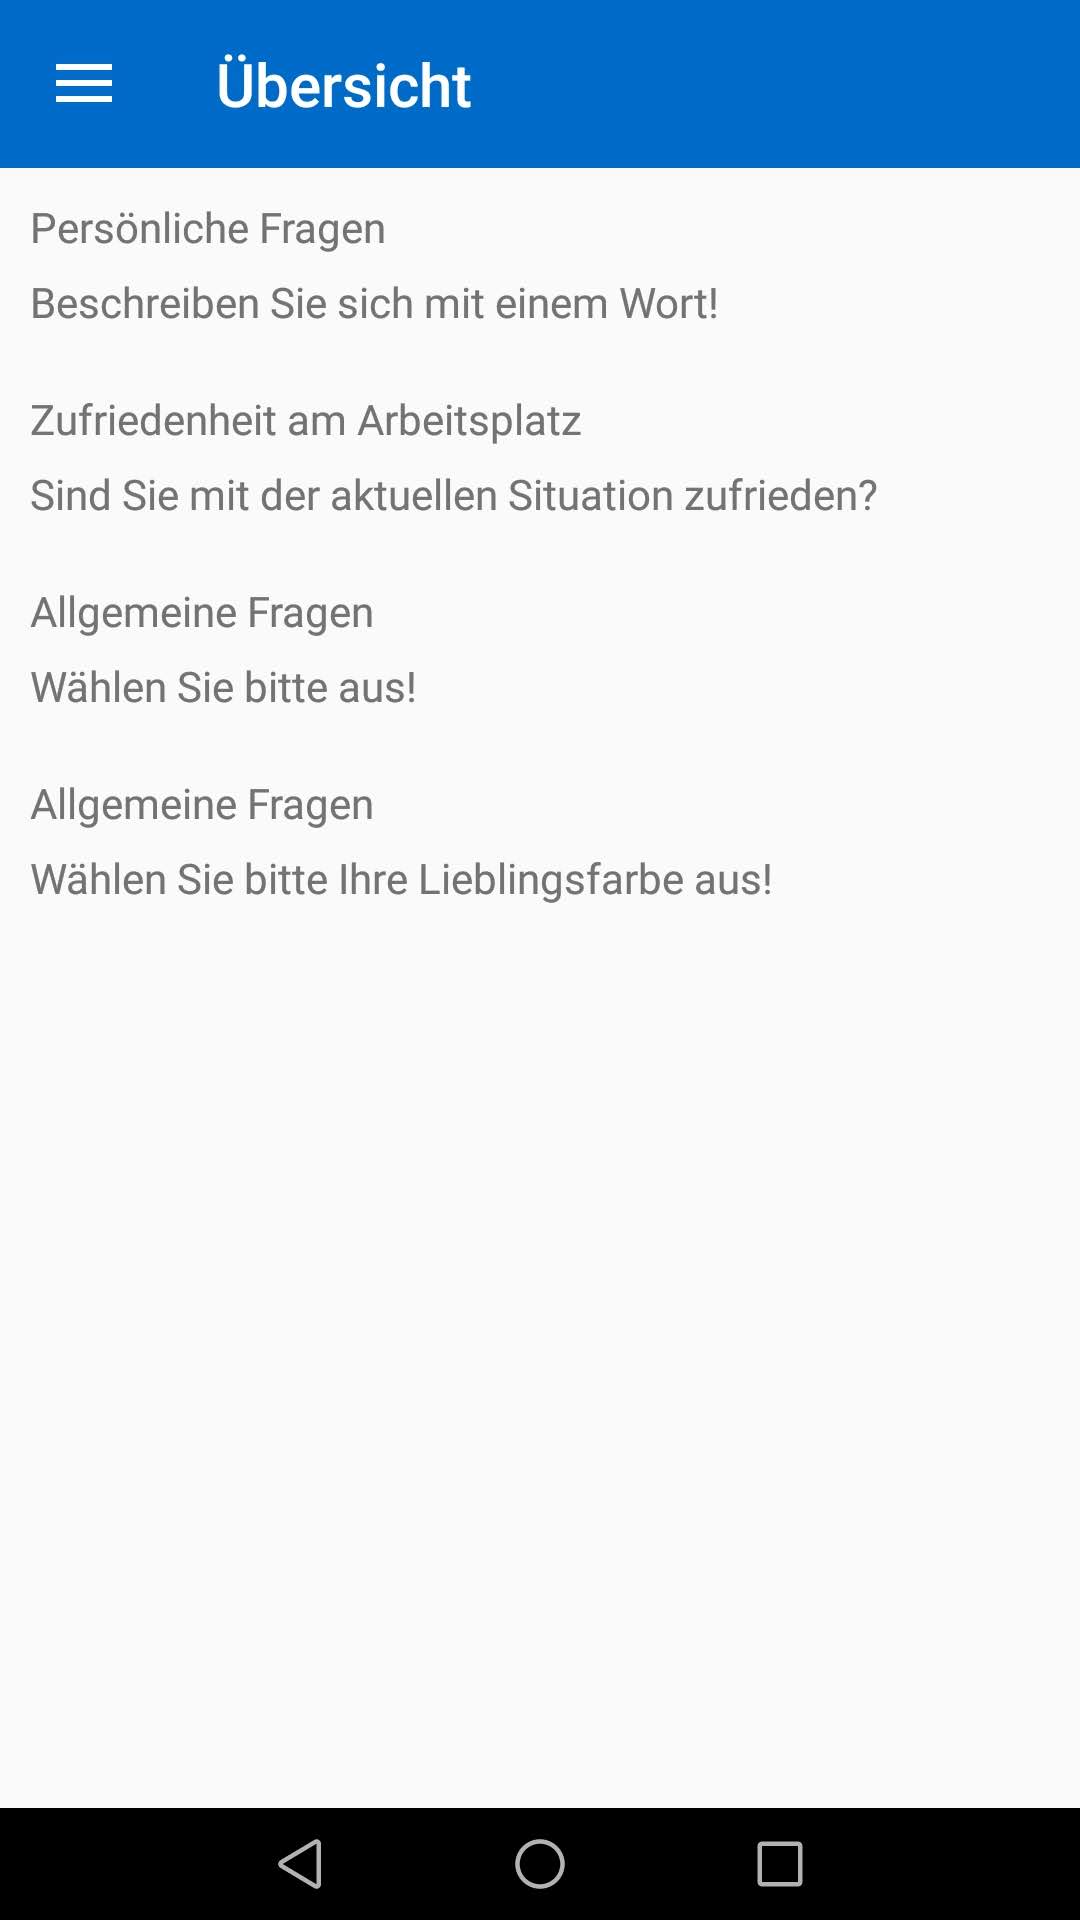 Übersicht
Persönliche Fragen
Beschreiben Sie sich mit einem Wort!
Zufriedenheit am Arbeitsplatz
Sind Sie mit der aktuellen Situation zufrieden?
Allgemeine Fragen
Wählen Sie bitte aus!
Allgemeine Fragen
Wählen Sie bitte Ihre Lieblingsfarbe aus!